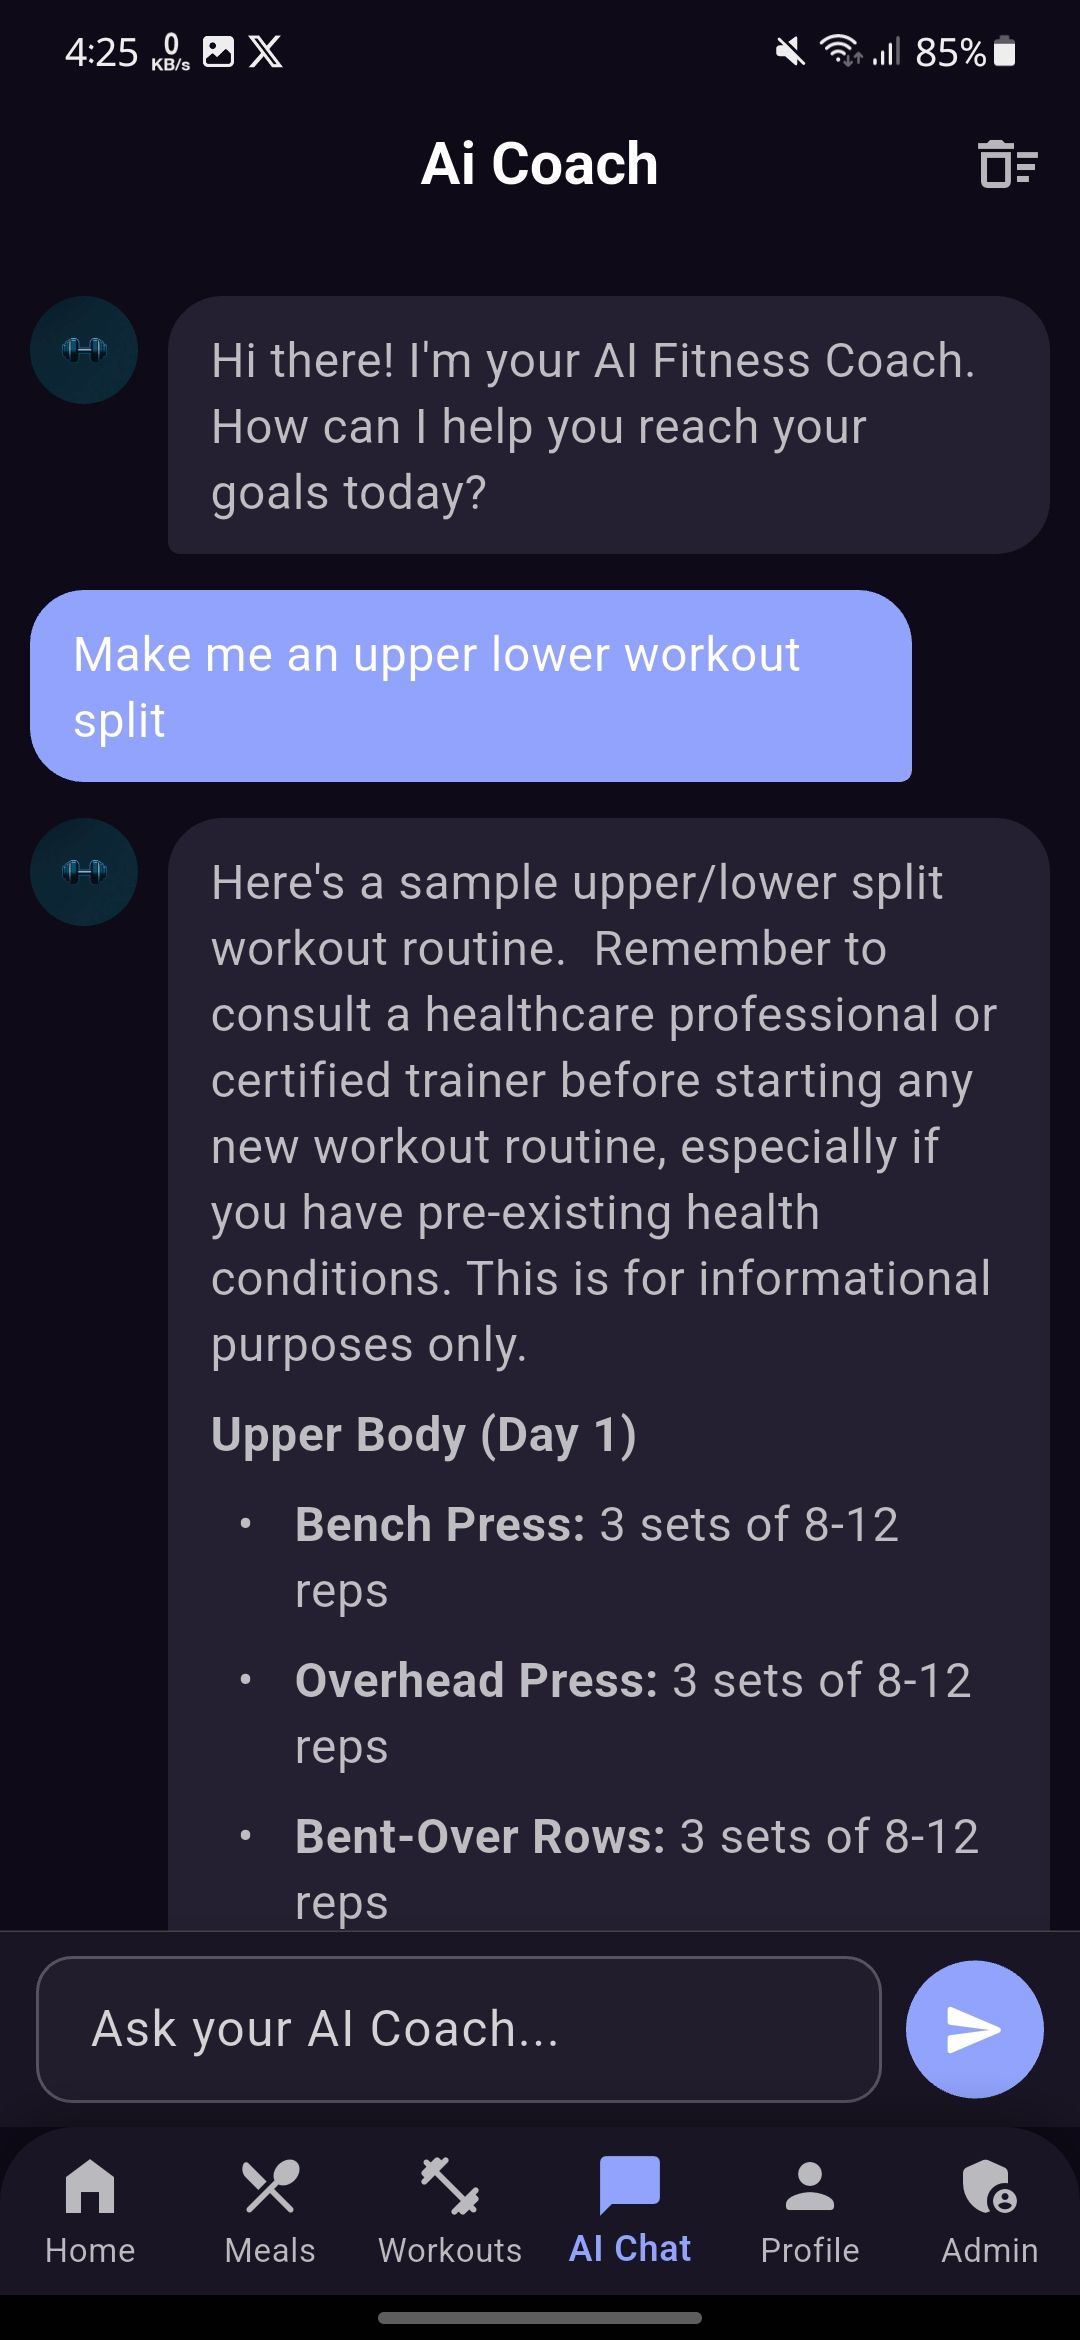 4:25 0 KB/s 85%
Ai Coach
Hi there! I'm your AI Fitness Coach.
How can I help you reach your
goals today?
Make me an upper lower workout
split
Here's a sample upper/lower split
workout routine.  Remember to
consult a healthcare professional or
certified trainer before starting any
new workout routine, especially if
you have pre-existing health
conditions. This is for informational
purposes only.
Upper Body (Day 1)
• Bench Press: 3 sets of 8-12
reps
• Overhead Press: 3 sets of 8-12
reps
• Bent-Over Rows: 3 sets of 8-12
reps
Ask your AI Coach...
Home Meals Workouts AI Chat Profile Admin